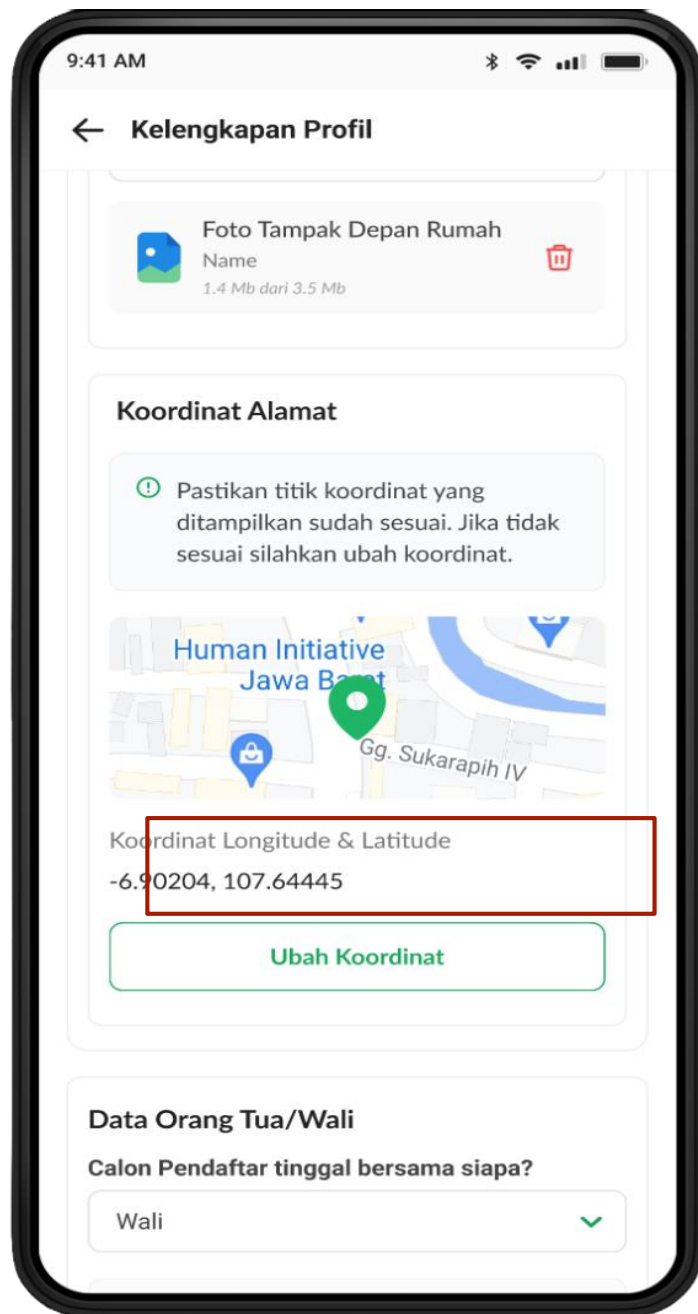 9:41 AM
Kelengkapan Profil
Foto Tampak Depan Rumah
Name
1.4 Mb dari 3.5 Mb
Koordinat Alamat
Pastikan titik koordinat yang
ditampilkan sudah sesuai. Jika tidak
sesuai silahkan ubah koordinat.
Human Initiative
Jawa Barat
Gg. Sukarapih IV
Koordinat Longitude & Latitude
-6.90204, 107.64445
Ubah Koordinat
Data Orang Tua/Wali
Calon Pendaftar tinggal bersama siapa?
Wali